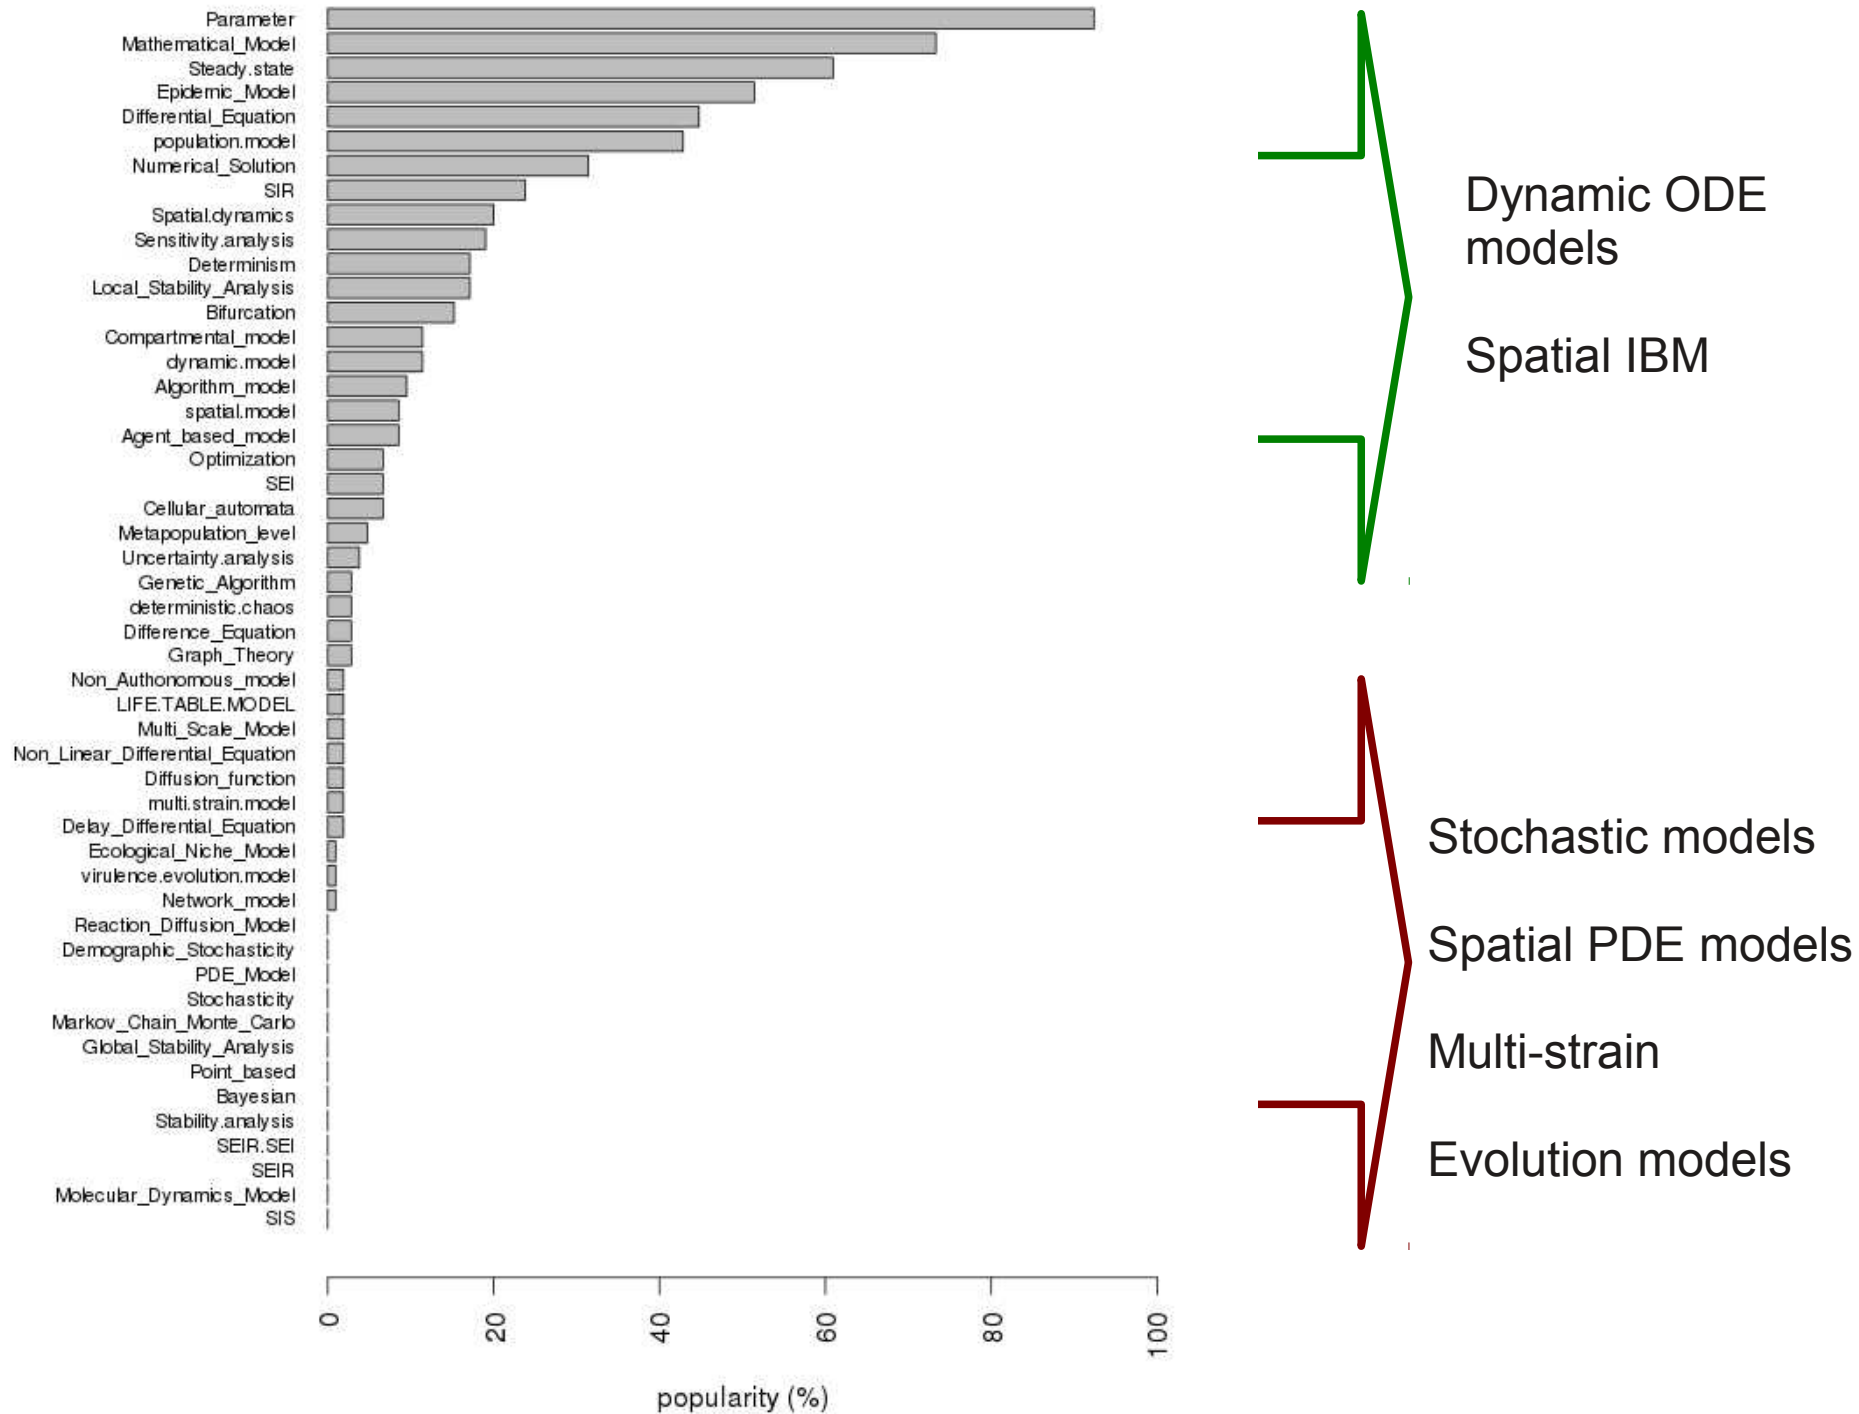 Parameter
Mathematical_Model
Steady.state
Epidemic_Model
Differential_Equation
population.model
Numerical_Solution
SIR
Spatial.dynamics
Sensitivity.analysis
Determinism
Local_Stability_Analysis
Bifurcation
Compartmental_model
dynamic.model
Algorithm_model
spatial.model
Agent_based_model
Optimization
SEI
Cellular_automata
Metapopulation_level
Uncertainty.analysis
Genetic_Algorithm
deterministic.chaos
Difference_Equation
Graph_Theory
Non_Authonomous_model
LIFE.TABLE.MODEL
Multi_Scale_Model
Non_Linear_Differential_Equation
Diffusion_function
multi.strain.model
Delay_Differential_Equation
Ecological_Niche_Model
virulence.evolution.model
Network_model
Reaction_Diffusion_Model
Demographic_Stochasticity
PDE_Model
Stochasticity
Markov_Chain_Monte_Carlo
Global_Stability_Analysis
Point_based
Bayesian
Stability.analysis
SEIR.SEI
SEIR
Molecular_Dynamics_Model
SIS
0 20 40 60 80 100
popularity (%)
Dynamic ODE
models
Spatial IBM
Stochastic models
Spatial PDE models
Multi-strain
Evolution models